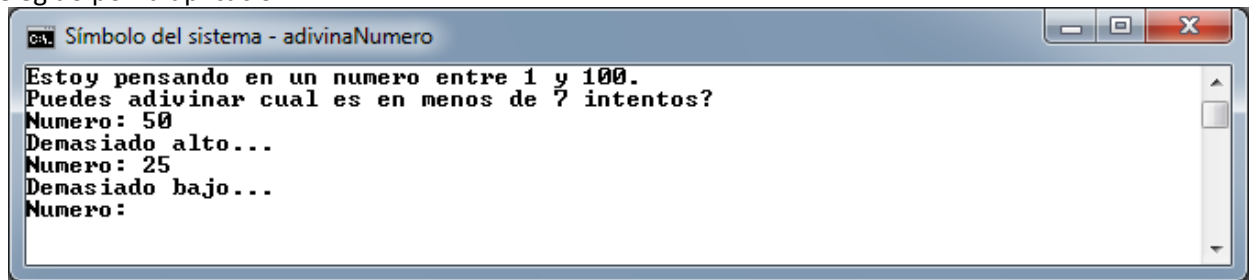 Símbolo del sistema - adivinaNumero
Estoy pensando en un numero entre 1 y 100.
Puedes adivinar cual es en menos de 7 intentos?
Numero: 50
Demasiado alto...
Numero: 25
Demasiado bajo...
Numero: